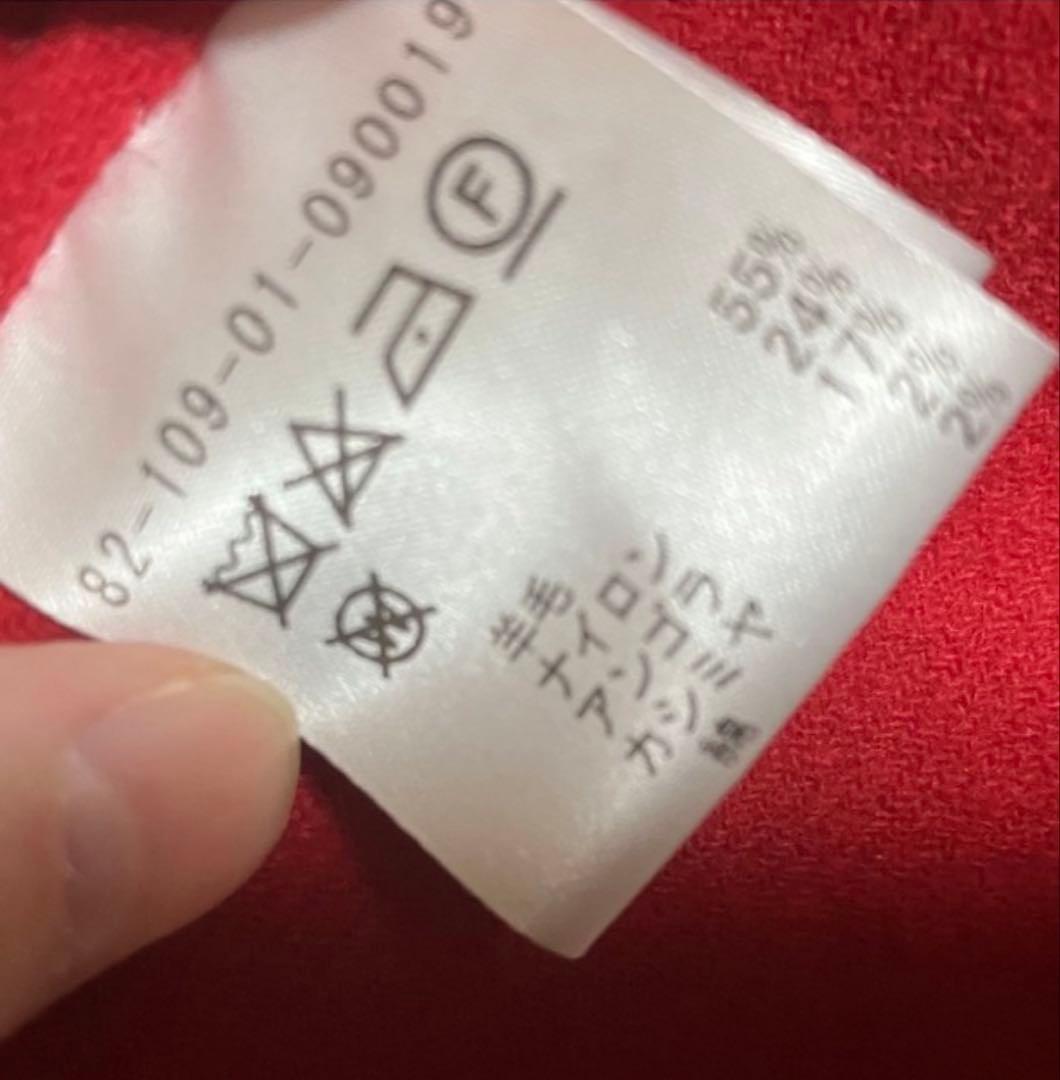 82-109-01-090019
F
W
羊毛 55%
ナイロン 24%
アンゴラ 17%
カシミヤ 2%
綿 2%